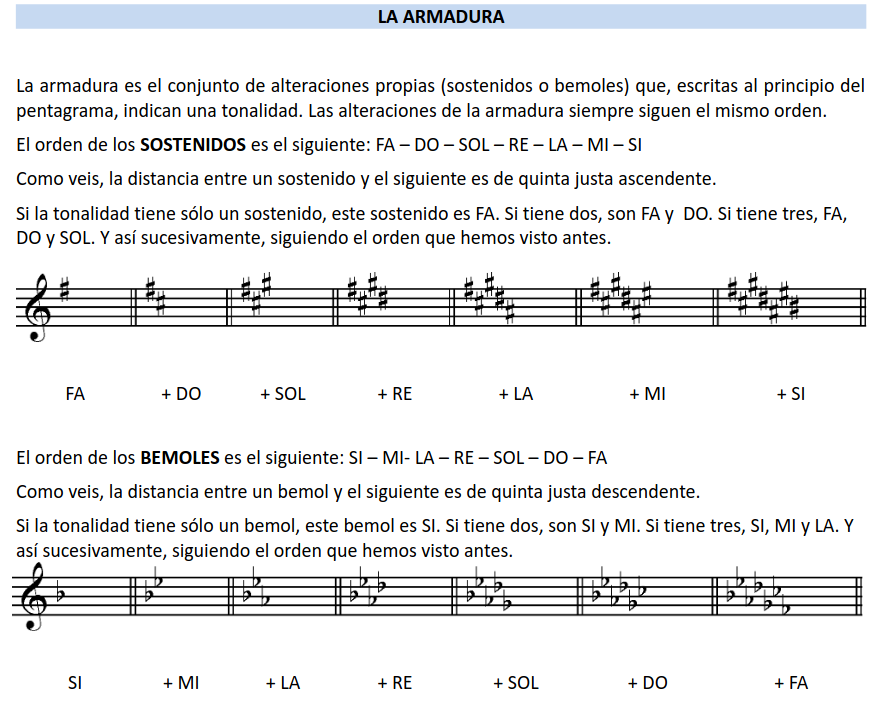 LA ARMADURA
La armadura es el conjunto de alteraciones propias (sostenidos o bemoles) que, escritas al principio del
pentagrama, indican una tonalidad. Las alteraciones de la armadura siempre siguen el mismo orden.
El orden de los SOSTENIDOS es el siguiente: FA – DO – SOL – RE – LA – MI – SI
Como veis, la distancia entre un sostenido y el siguiente es de quinta justa ascendente.
Si la tonalidad tiene sólo un sostenido, este sostenido es FA. Si tiene dos, son FA y  DO. Si tiene tres, FA,
DO y SOL. Y así sucesivamente, siguiendo el orden que hemos visto antes.
FA + DO + SOL + RE + LA + MI + SI
El orden de los BEMOLES es el siguiente: SI – MI- LA – RE – SOL – DO – FA
Como veis, la distancia entre un bemol y el siguiente es de quinta justa descendente.
Si la tonalidad tiene sólo un bemol, este bemol es SI. Si tiene dos, son SI y MI. Si tiene tres, SI, MI y LA. Y
así sucesivamente, siguiendo el orden que hemos visto antes.
SI + MI + LA + RE + SOL + DO + FA